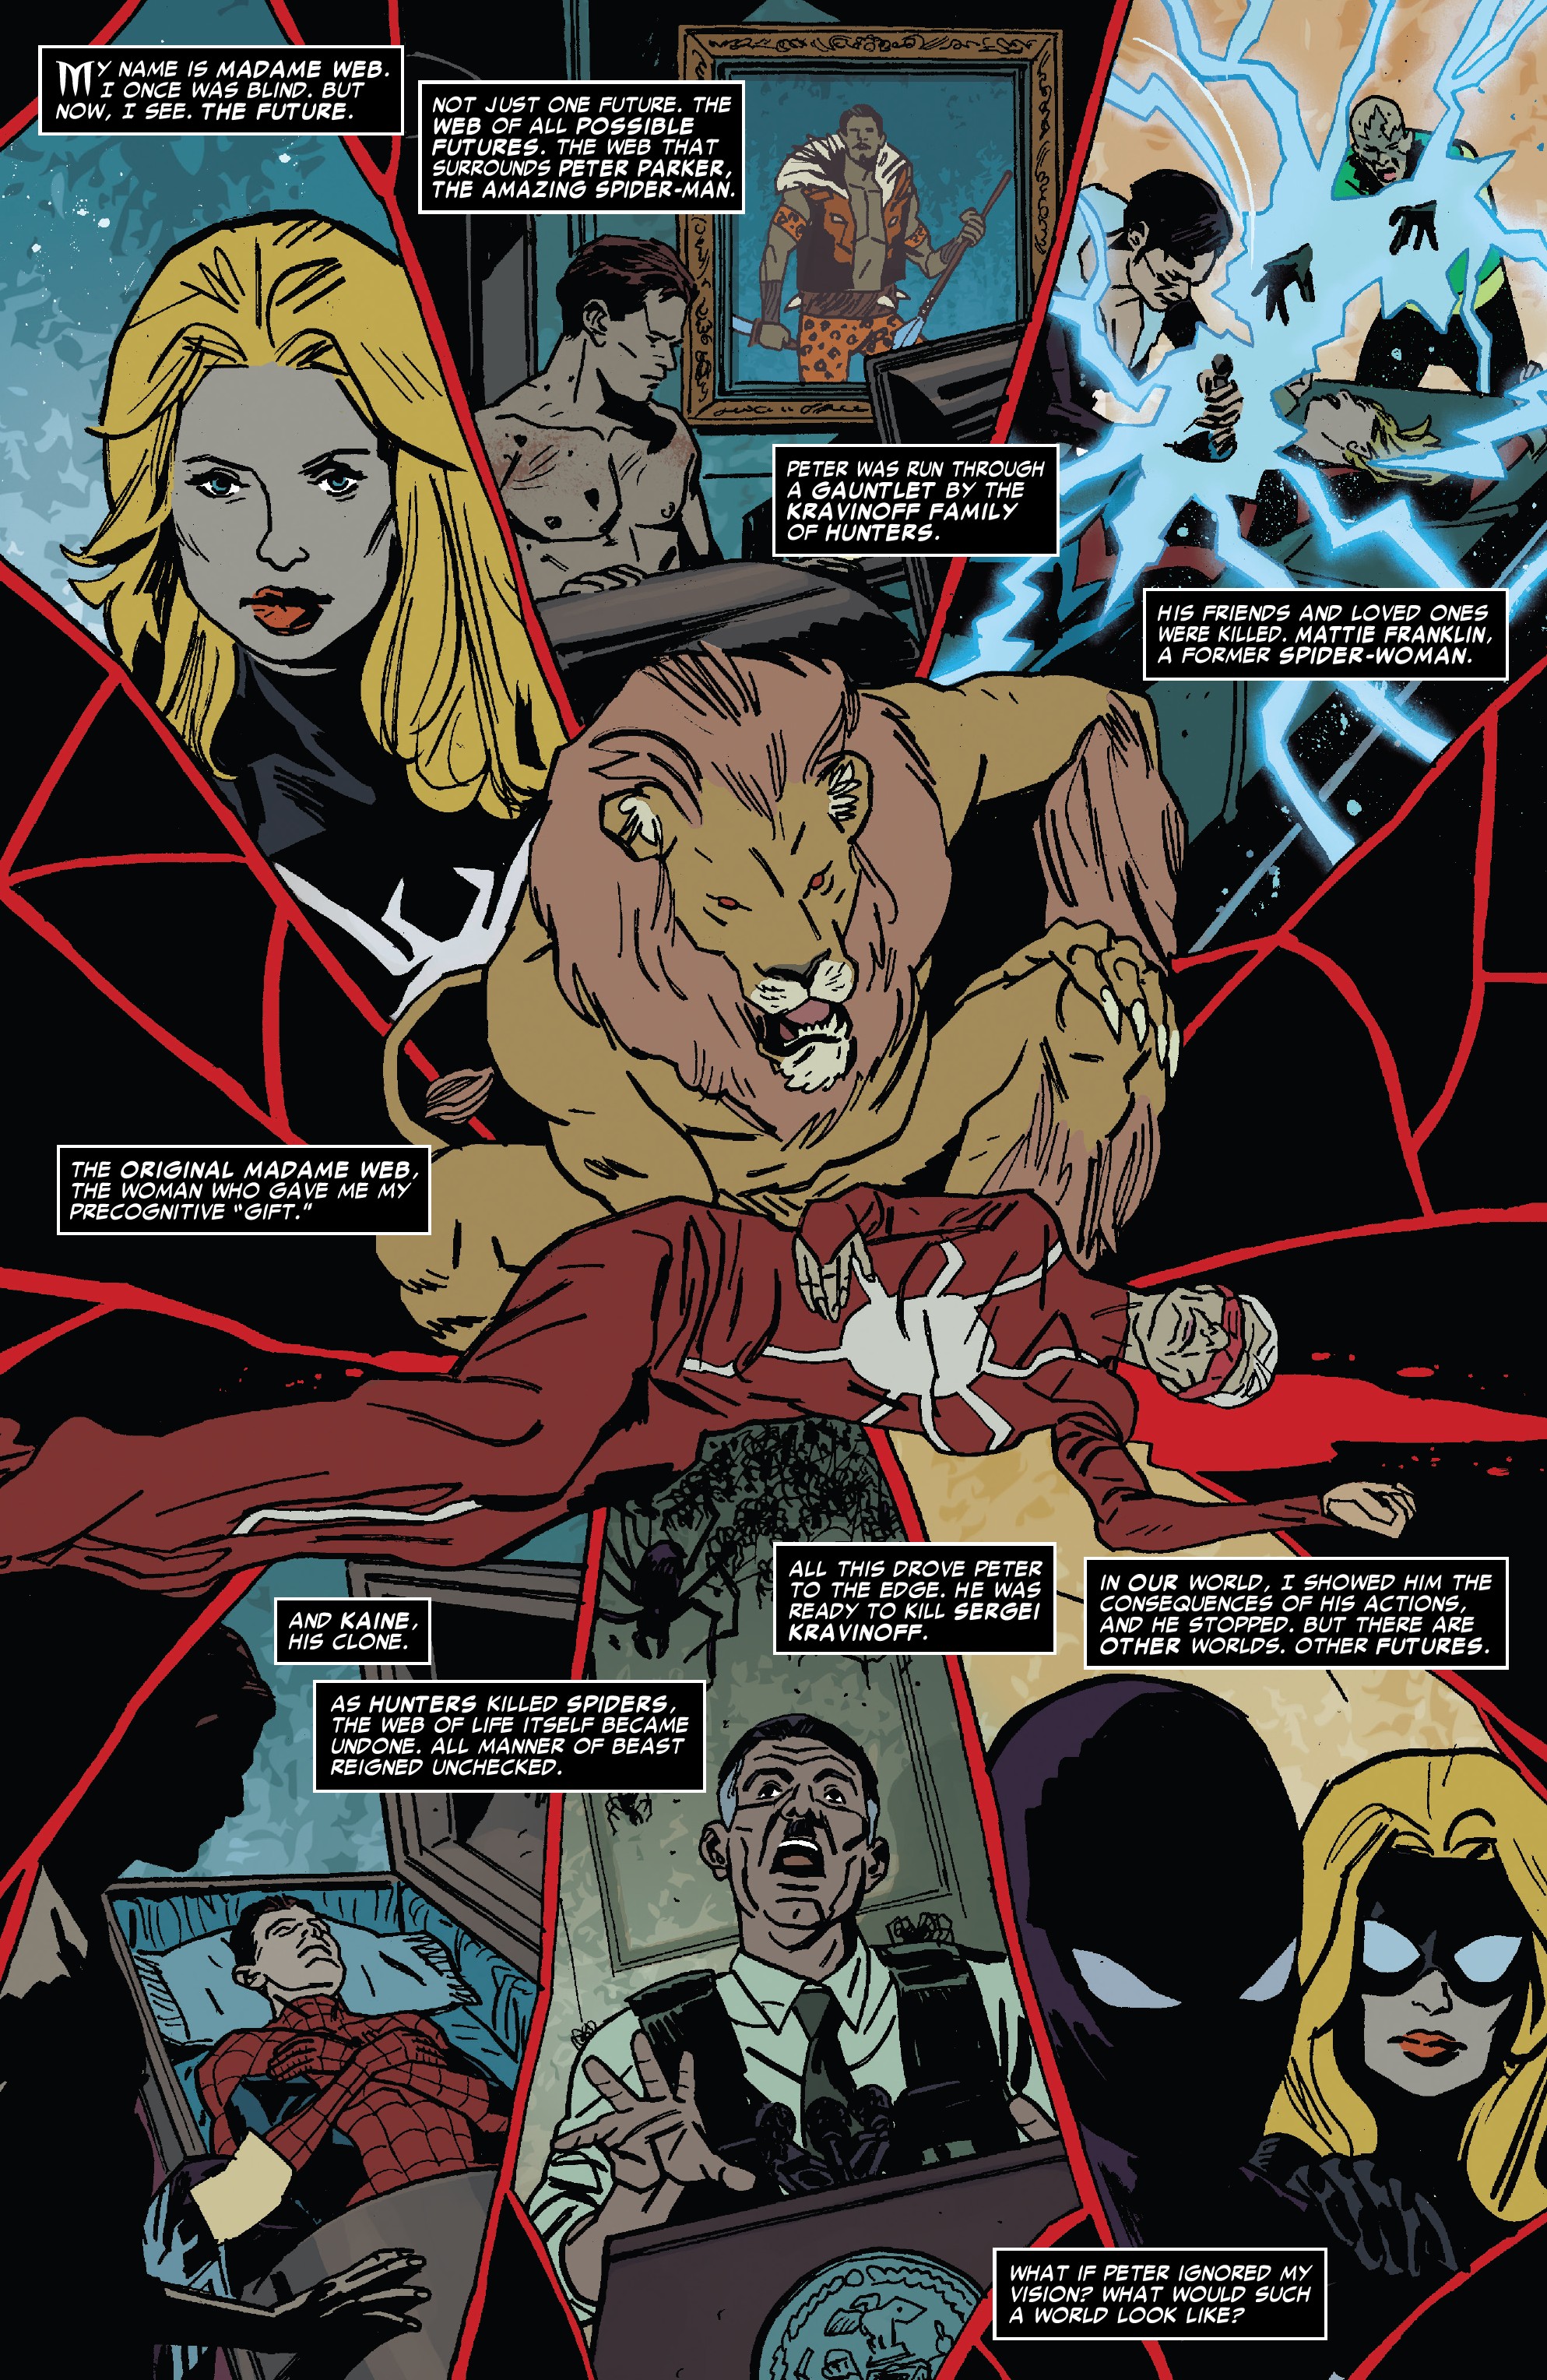 MY NAME IS MADAME WEB.
I ONCE WAS BLIND. BUT
NOW, I SEE. THE FUTURE.
NOT JUST ONE FUTURE. THE
WEB OF ALL POSSIBLE
FUTURES. THE WEB THAT
SURROUNDS PETER PARKER,
THE AMAZING SPIDER-MAN.
PETER WAS RUN THROUGH
A GAUNTLET BY THE
KRAVINOFF FAMILY
OF HUNTERS.
HIS FRIENDS AND LOVED ONES
WERE KILLED. MATTIE FRANKLIN,
A FORMER SPIDER-WOMAN.
THE ORIGINAL MADAME WEB,
THE WOMAN WHO GAVE ME MY
PRECOGNITIVE "GIFT."
AND KAINE,
HIS CLONE.
AS HUNTERS KILLED SPIDERS,
THE WEB OF LIFE ITSELF BECAME
UNDONE. ALL MANNER OF BEAST
REIGNED UNCHECKED.
ALL THIS DROVE PETER
TO THE EDGE. HE WAS
READY TO KILL SERGEI
KRAVINOFF.
IN OUR WORLD, I SHOWED HIM THE
CONSEQUENCES OF HIS ACTIONS,
AND HE STOPPED. BUT THERE ARE
OTHER WORLDS. OTHER FUTURES.
WHAT IF PETER IGNORED MY
VISION? WHAT WOULD SUCH
A WORLD LOOK LIKE?